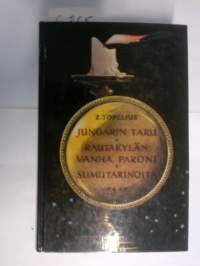 Z. TOPELIUS
JUNGARIN TARU
RAUTAKYLÄN
VANHA PARONI
SUMUTARINOITA